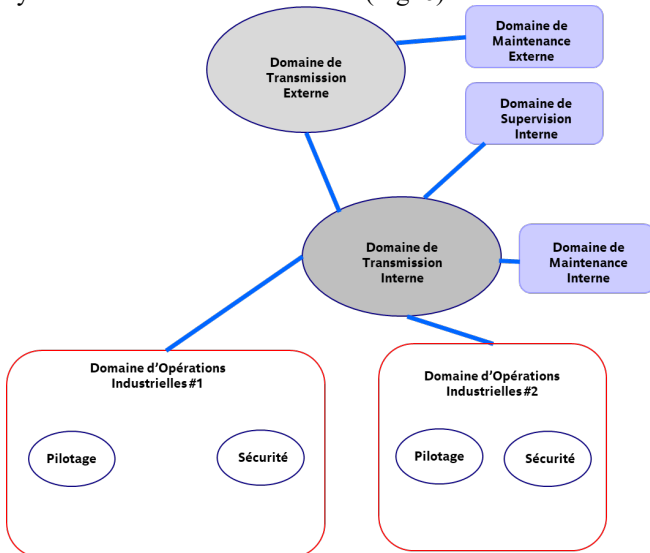 Domaine de
Transmission
Externe
Domaine de
Maintenance
Externe
Domaine de
Supervision
Interne
Domaine de
Transmission
Interne
Domaine de
Maintenance
Interne
Domaine d'Opérations
Industrielles #1
Pilotage
Sécurité
Domaine d'Opérations
Industrielles #2
Pilotage
Sécurité